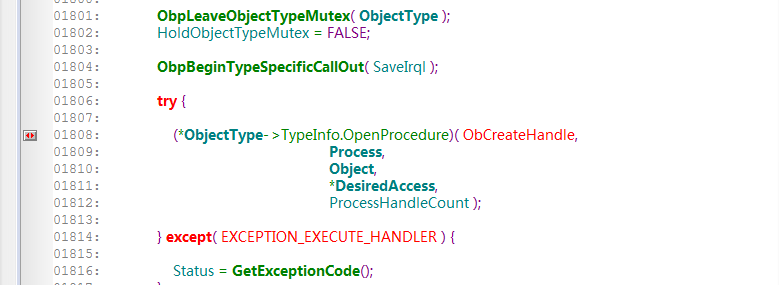 01801: ObpLeaveObjectTypeMutex( ObjectType );
01802: HoldObjectTypeMutex = FALSE;
01803:
01804: ObpBeginTypeSpecificCallOut( SaveIrql );
01805:
01806: try {
01807:
01808: (*ObjectType->TypeInfo.OpenProcedure)( ObCreateHandle,
01809: Process,
01810: Object,
01811: *DesiredAccess,
01812: ProcessHandleCount );
01813:
01814: } except( EXCEPTION_EXECUTE_HANDLER ) {
01815:
01816: Status = GetExceptionCode();